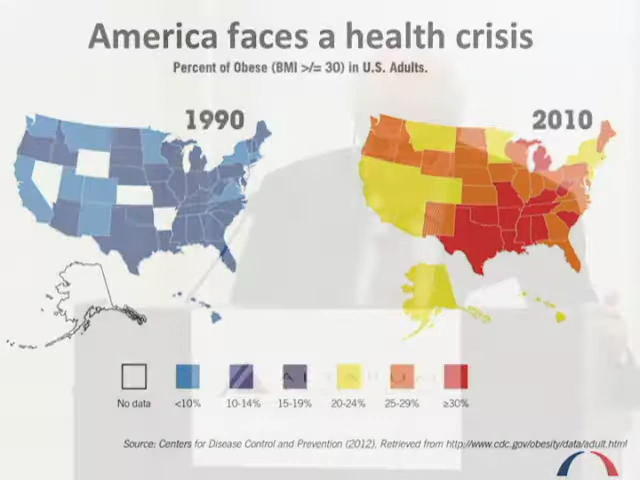 America faces a health crisis
Percent of Obese (BMI >/= 30) in U.S. Adults.
1990
2010
No data
<10%
10-14%
15-19%
20-24%
25-29%
≥30%
Source: Centers for Disease Control and Prevention (2012), Retrieved from http://www.cdc.gov/obesity/data/adult.html